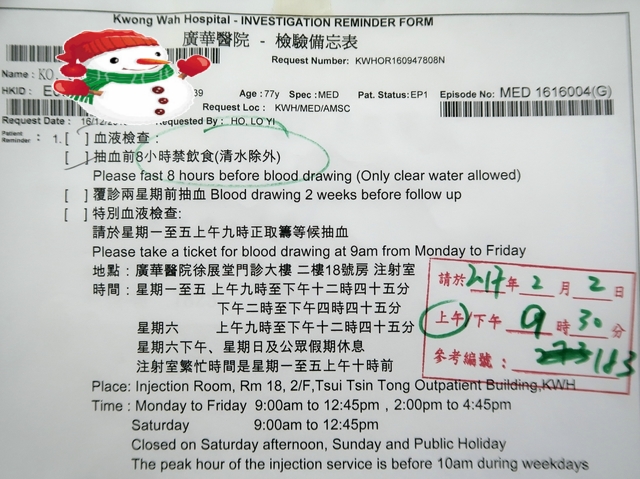 Kwong Wah Hospital - INVESTIGATION REMINDER FORM
廣華醫院 - 檢驗備忘表
Request Number: KWHOR160947808N
Name: KO
HKID: 39 Age: 77y Spec: MED Pat. Status: EP1 Episode No: MED 1616004(G)
Request Loc: KWH/MED/AMSC
Request Date: 16/12/ Requested By: HO, LO YI
Patient Reminder: 1. [ ] 血液檢查:
[ ] 抽血前8小時禁飲食(清水除外)
Please fast 8 hours before blood drawing (Only clear water allowed)
[ ] 覆診兩星期前抽血 Blood drawing 2 weeks before follow up
[ ] 特別血液檢查:
請於星期一至五上午九時正取籌等候抽血
Please take a ticket for blood drawing at 9am from Monday to Friday
地點: 廣華醫院徐展堂門診大樓 二樓18號房 注射室
時間: 星期一至五 上午九時至下午十二時四十五分
下午二時至下午四時四十五分
星期六 上午九時至下午十二時四十五分
星期六下午、星期日及公眾假期休息
注射室繁忙時間是星期一至五上午十時前
Place: Injection Room, Rm 18, 2/F,Tsui Tsin Tong Outpatient Building,KWH
Time : Monday to Friday 9:00am to 12:45pm , 2:00pm to 4:45pm
Saturday 9:00am to 12:45pm
Closed on Saturday afternoon, Sunday and Public Holiday
The peak hour of the injection service is before 10am during weekdays
請於 217 年 2 月 2 日
上午/下午 9 時 30 分
參考編號: 183